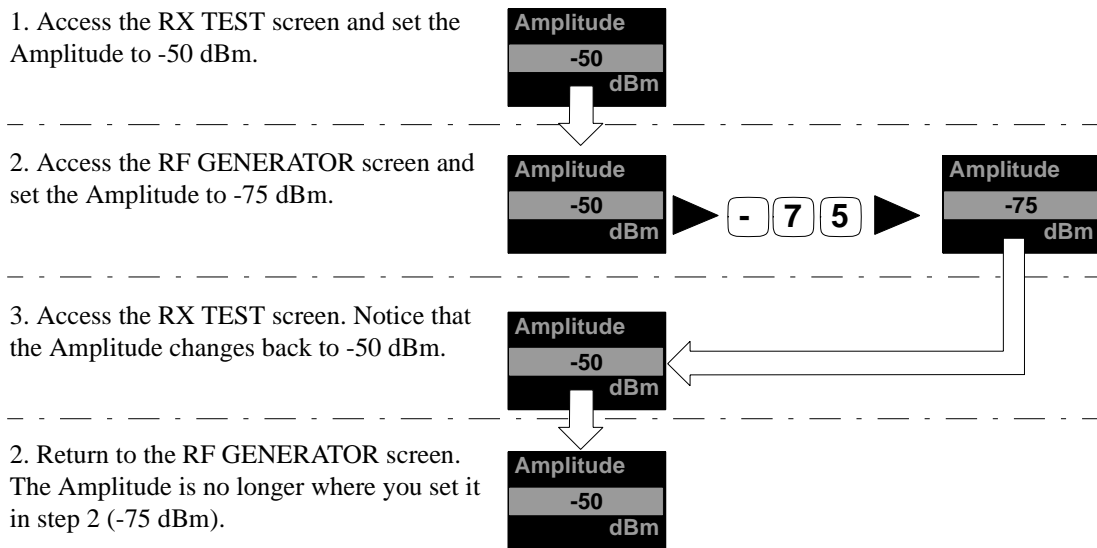 1. Access the RX TEST screen and set the
Amplitude to -50 dBm.
Amplitude
-50
dBm
2. Access the RF GENERATOR screen and
set the Amplitude to -75 dBm.
Amplitude
-50
dBm
- 7 5
Amplitude
-75
dBm
3. Access the RX TEST screen. Notice that
the Amplitude changes back to -50 dBm.
Amplitude
-50
dBm
2. Return to the RF GENERATOR screen.
The Amplitude is no longer where you set it
in step 2 (-75 dBm).
Amplitude
-50
dBm